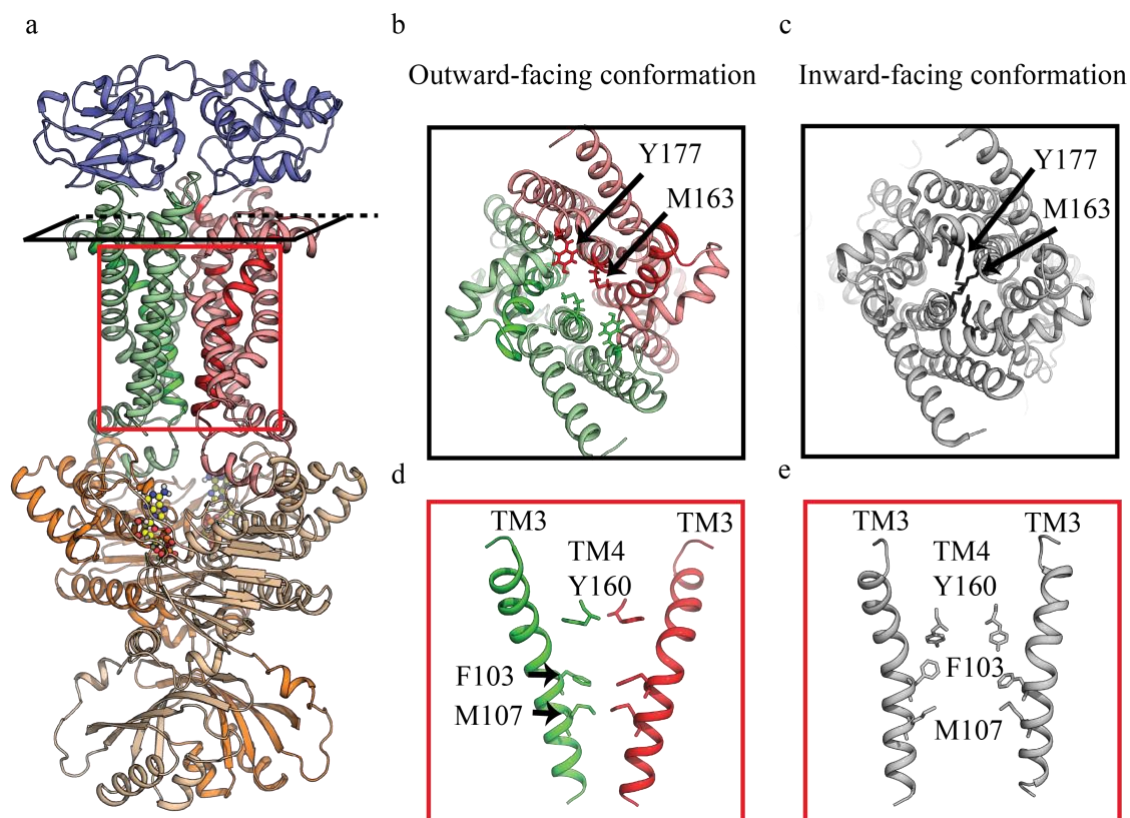 a
b
c
Outward-facing conformation
Inward-facing conformation
Y177
M163
Y177
M163
d
e
TM3
TM3
TM4
Y160
F103
M107
TM3
TM3
TM4
Y160
F103
M107